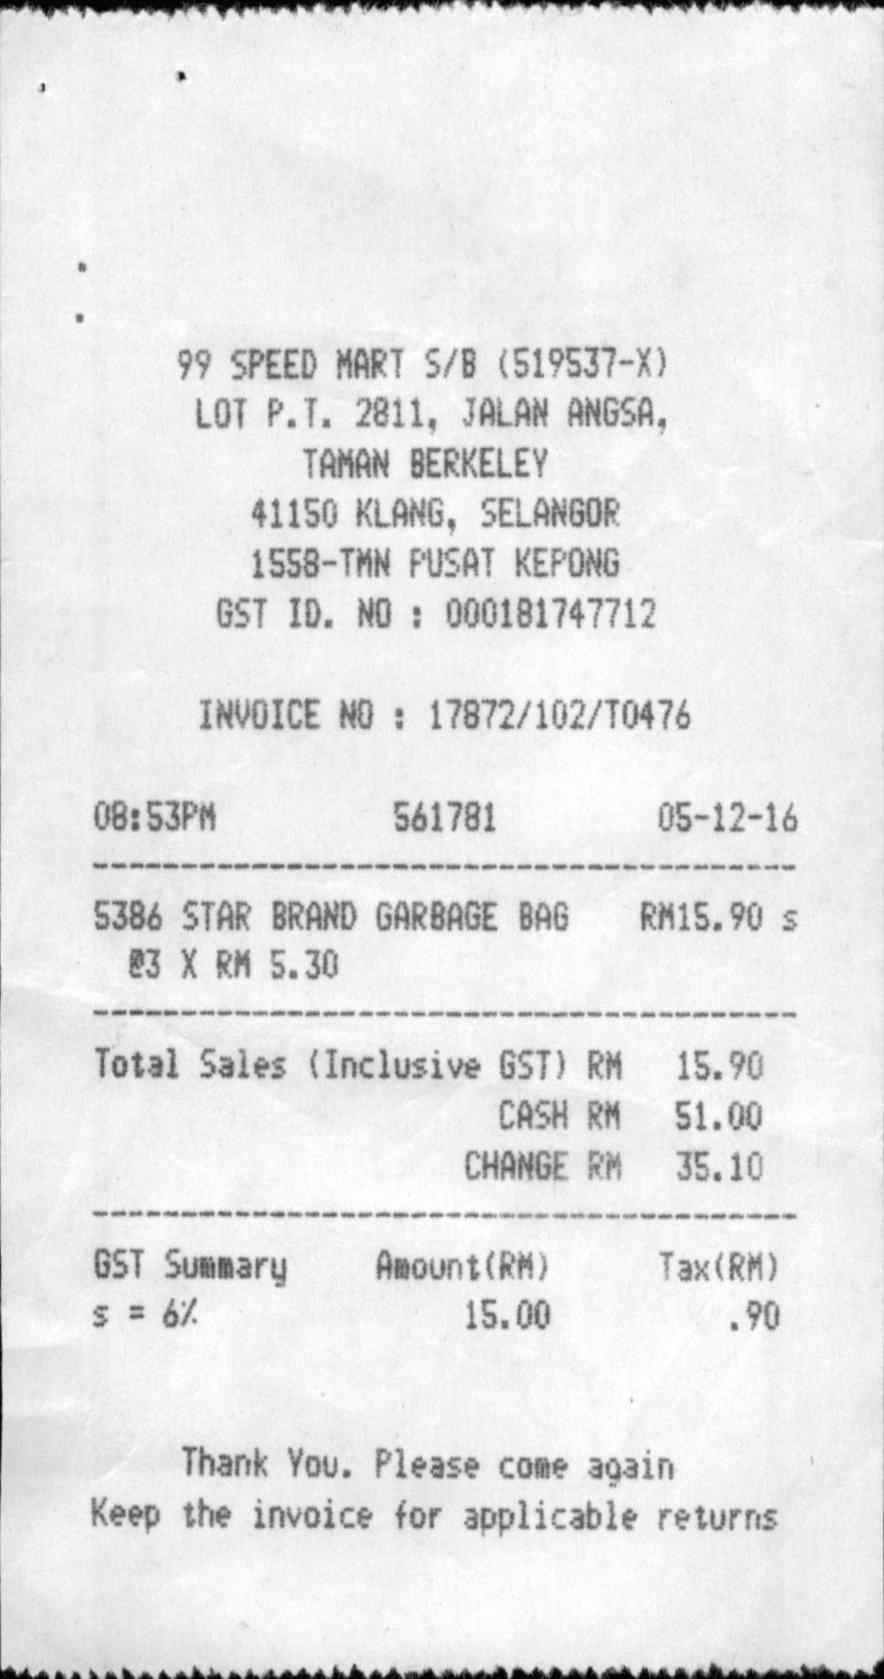 99 SPEED MART S/B (519537-X)
LOT P.T. 2811, JALAN ANGSA,
TAMAN BERKELEY
41150 KLANG, SELANGOR
1558-TMN PUSAT KEPONG
GST ID. NO : 000181747712
INVOICE NO : 17872/102/T0476
08:53PM 561781 05-12-16
5386 STAR BRAND GARBAGE BAG RM15.90 s
@3 X RM 5.30
Total Sales (Inclusive GST) RM 15.90
CASH RM 51.00
CHANGE RM 35.10
GST Summary Amount(RM) Tax(RM)
s = 6% 15.00 .90
Thank You. Please come again
Keep the invoice for applicable returns